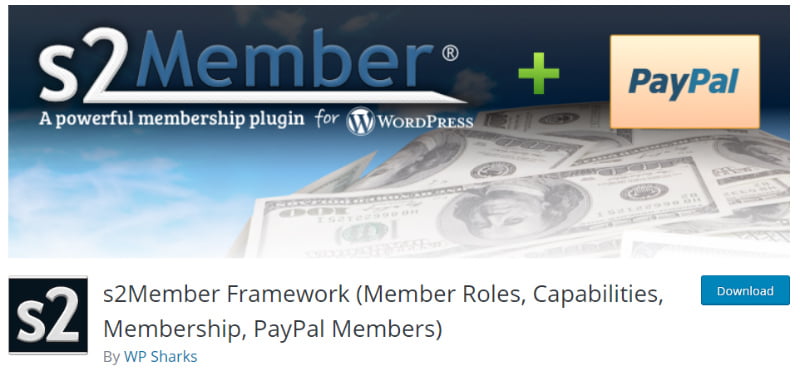 s2Member®
+
PayPal
A powerful membership plugin for WORDPRESS
100
s2
s2Member Framework (Member Roles, Capabilities,
Membership, PayPal Members)
Download
By WP Sharks